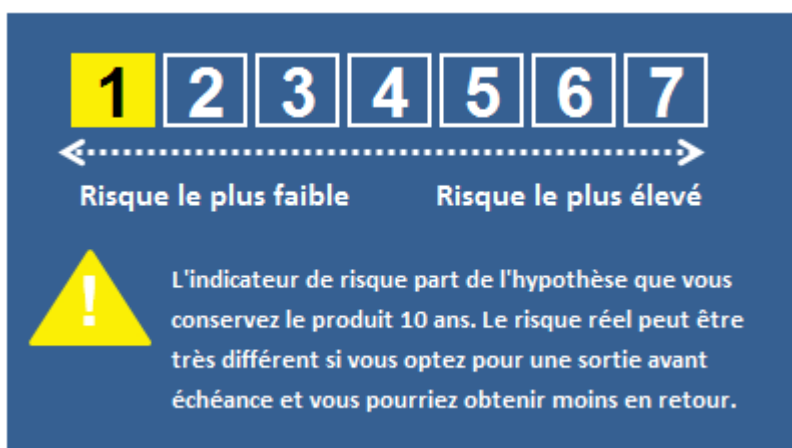 1 2 3 4 5 6 7
Risque le plus faible Risque le plus élevé
!
L'indicateur de risque part de l'hypothèse que vous
conservez le produit 10 ans. Le risque réel peut être
très différent si vous optez pour une sortie avant
échéance et vous pourriez obtenir moins en retour.